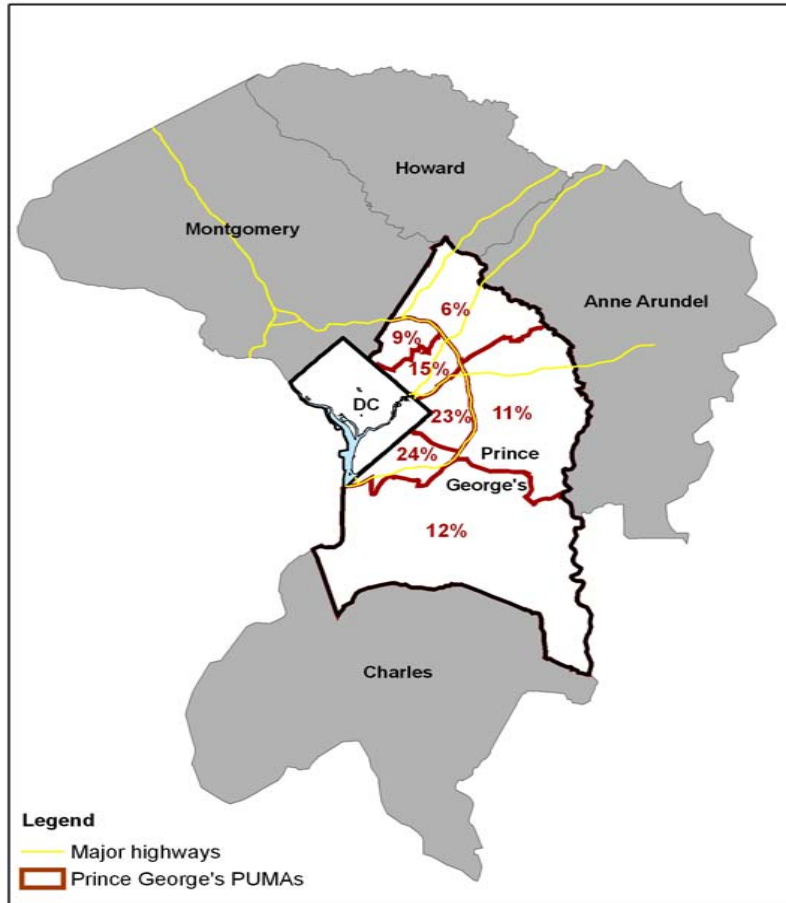 Howard
Montgomery
Anne Arundel
6%
9%
15%
DC
23%
11%
24%
Prince
George's
12%
Charles
Legend
Major highways
Prince George's PUMAs